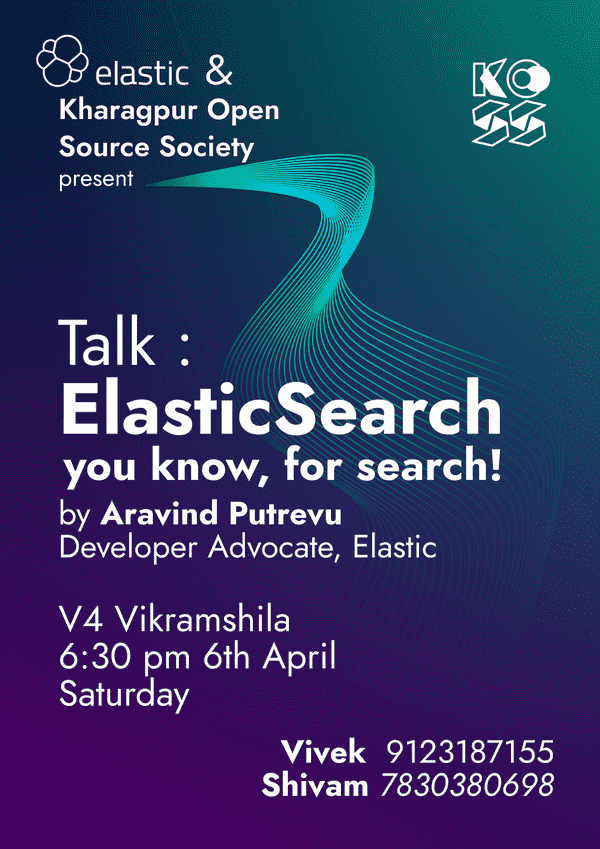 elastic &
Kharagpur Open
Source Society
present
KO
SS
Talk :
ElasticSearch
you know, for search!
by Aravind Putrevu
Developer Advocate, Elastic
V4 Vikramshila
6:30 pm 6th April
Saturday
Vivek 9123187155
Shivam 7830380698